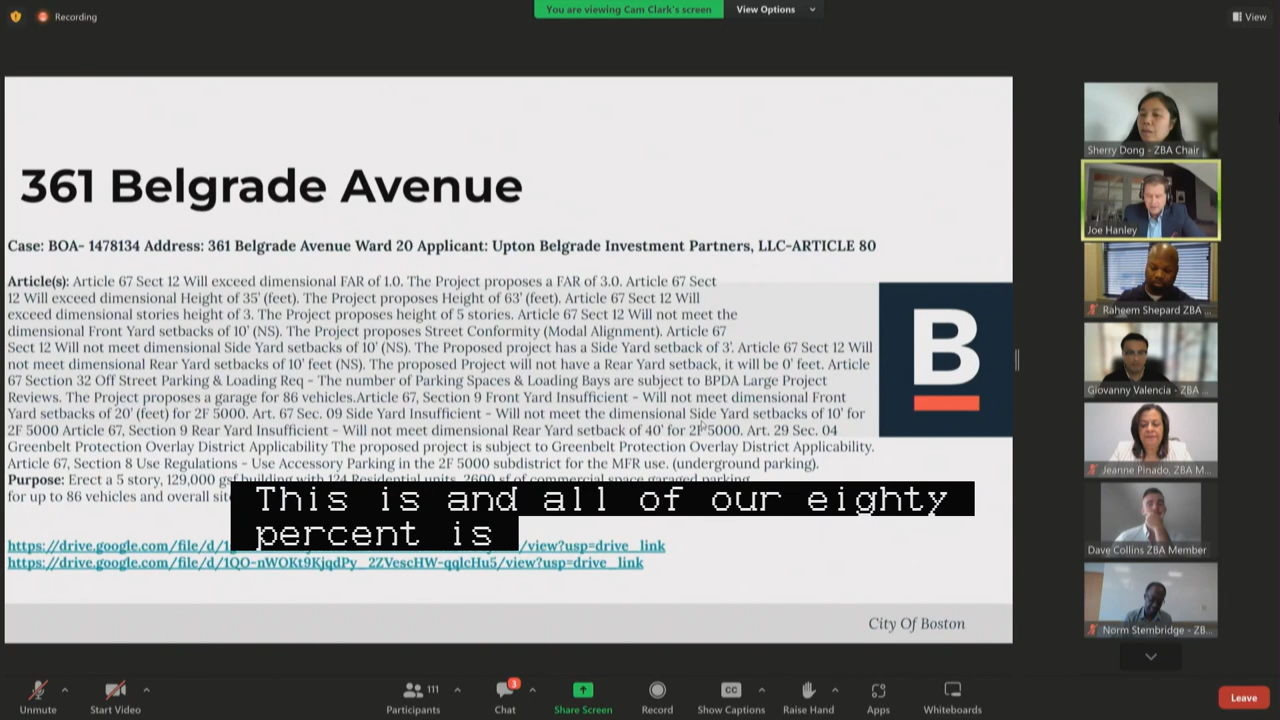 Recording
You are viewing Cam Clark's screen
View Options
View
361 Belgrade Avenue
Case: BOA- 1478134 Address: 361 Belgrade Avenue Ward 20 Applicant: Upton Belgrade Investment Partners, LLC-ARTICLE 80
Article(s): Article 67 Sect 12 Will exceed dimensional FAR of 1.0. The Project proposes a FAR of 3.0. Article 67 Sect
12 Will exceed dimensional Height of 35' (feet). The Project proposes Height of 63' (feet). Article 67 Sect 12 Will
exceed dimensional stories height of 3. The Project proposes height of 5 stories. Article 67 Sect 12 Will not meet the
dimensional Front Yard setbacks of 10' (NS). The Project proposes Street Conformity (Modal Alignment). Article 67
Sect 12 Will not meet dimensional Side Yard setbacks of 10' (NS). The Proposed project has a Side Yard setback of 3'. Article 67 Sect 12 Will
not meet dimensional Rear Yard setbacks of 10' feet (NS). The proposed Project will not have a Rear Yard setback, it will be 0' feet. Article
67 Section 32 Off Street Parking & Loading Req - The number of Parking Spaces & Loading Bays are subject to BPDA Large Project
Reviews. The Project proposes a garage for 86 vehicles.Article 67, Section 9 Front Yard Insufficient - Will not meet dimensional Front
Yard setbacks of 20' (feet) for 2F 5000. Art. 67 Sec. 09 Side Yard Insufficient - Will not meet the dimensional Side Yard setbacks of 10' for
2F 5000 Article 67, Section 9 Rear Yard Insufficient - Will not meet dimensional Rear Yard setback of 40' for 2F 5000. Art. 29 Sec. 04
Greenbelt Protection Overlay District Applicability The proposed project is subject to Greenbelt Protection Overlay District Applicability.
Article 67, Section 8 Use Regulations - Use Accessory Parking in the 2F 5000 subdistrict for the MFR use. (underground parking).
Purpose: Erect a 5 story, 129,000 gsf building with 124 Residential units, 2600 sf of commercial space garaged parking
for up to 86 vehicles and overall
https://drive.google.com/file/d/1 /view?usp=drive_link
https://drive.google.com/file/d/1QO-nWOKt9KjqdPy_2ZVescHW-qqlcHu5/view?usp=drive_link
B
City Of Boston
This is and all of our eighty
percent is
Sherry Dong - ZBA Chair
Joe Hanley
Raheem Shepard ZBA ...
Giovanny Valencia - ZBA ...
Jeanne Pinado, ZBA M...
Dave Collins ZBA Member
Norm Stembridge - ZB...
Unmute
Start Video
111
Participants
3
Chat
Share Screen
Record
CC
Show Captions
Raise Hand
Apps
Whiteboards
Leave